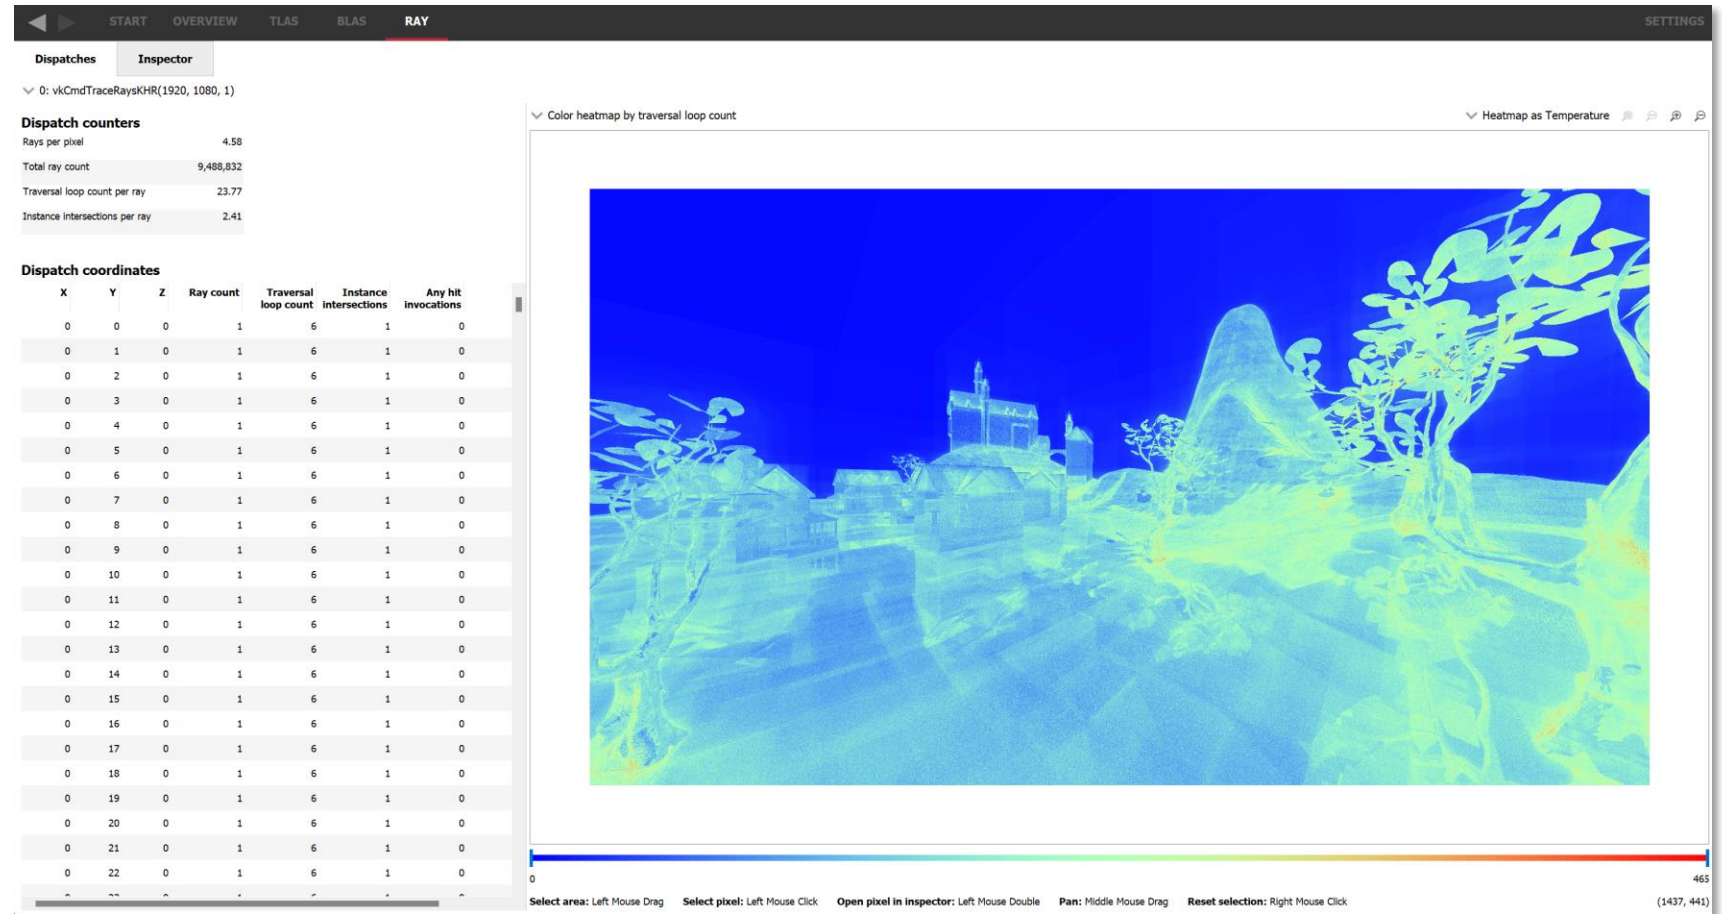 START OVERVIEW TLAS BLAS RAY SETTINGS
Dispatches Inspector
0: vkCmdTraceRaysKHR(1920, 1080, 1)
Dispatch counters
Rays per pixel 4.58
Total ray count 9,488,832
Traversal loop count per ray 23.77
Instance intersections per ray 2.41
Dispatch coordinates
X Y Z Ray count Traversal loop count Instance intersections Any hit invocations
0 0 0 1 6 1 0
0 1 0 1 6 1 0
0 2 0 1 6 1 0
0 3 0 1 6 1 0
0 4 0 1 6 1 0
0 5 0 1 6 1 0
0 6 0 1 6 1 0
0 7 0 1 6 1 0
0 8 0 1 6 1 0
0 9 0 1 6 1 0
0 10 0 1 6 1 0
0 11 0 1 6 1 0
0 12 0 1 6 1 0
0 13 0 1 6 1 0
0 14 0 1 6 1 0
0 15 0 1 6 1 0
0 16 0 1 6 1 0
0 17 0 1 6 1 0
0 18 0 1 6 1 0
0 19 0 1 6 1 0
0 20 0 1 6 1 0
0 21 0 1 6 1 0
0 22 0 1 6 1 0
Color heatmap by traversal loop count Heatmap as Temperature
0 465
Select area: Left Mouse Drag Select pixel: Left Mouse Click Open pixel in inspector: Left Mouse Double Pan: Middle Mouse Drag Reset selection: Right Mouse Click (1437, 441)